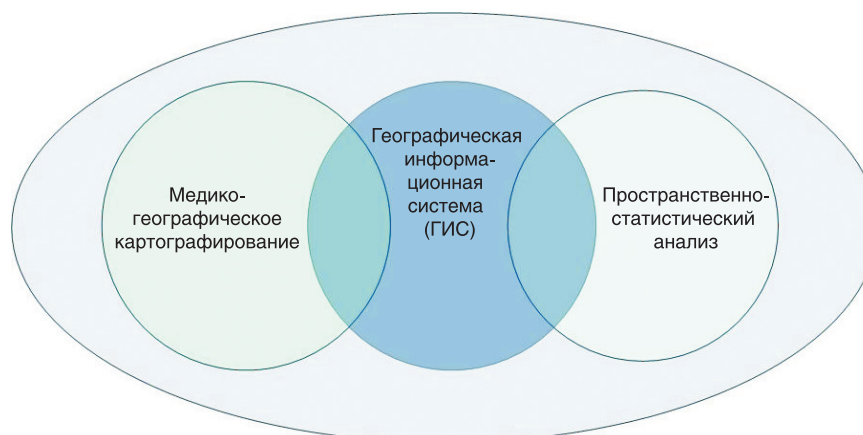 Медико-
географическое
картографирование
Географическая
информа-
ционная
система
(ГИС)
Пространственно-
статистический
анализ